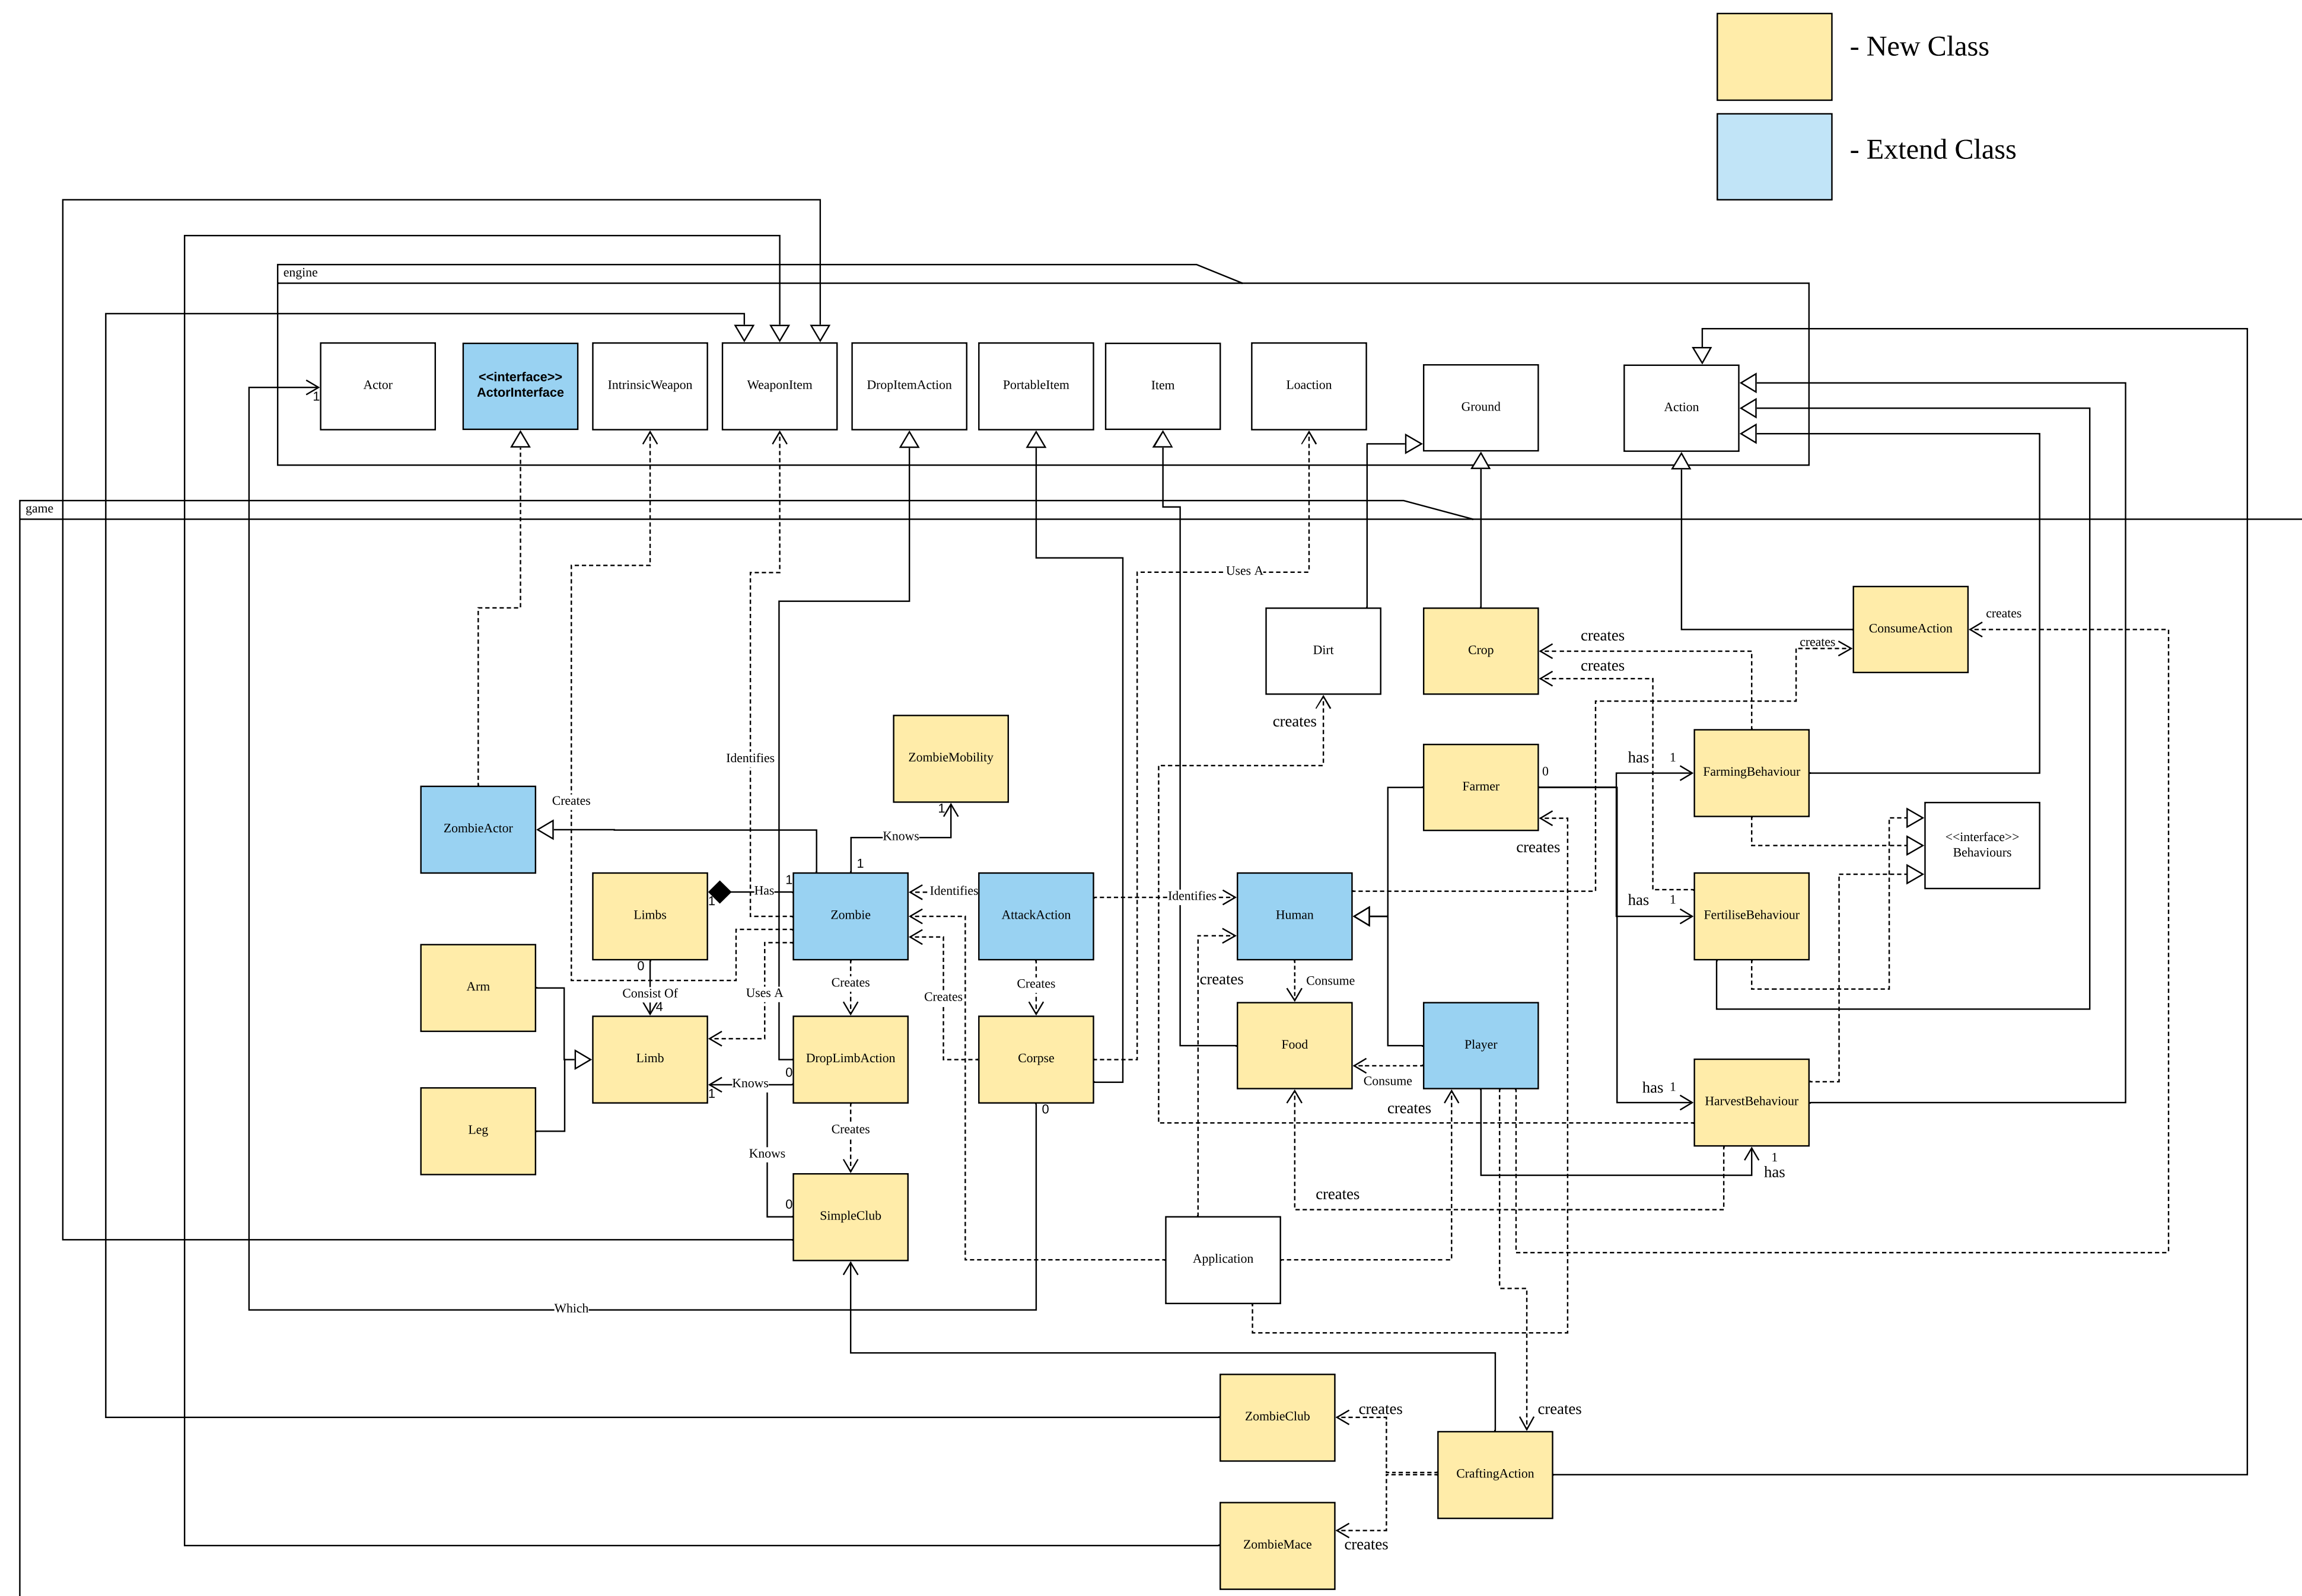 - New Class
- Extend Class
engine
Actor
<<interface>>
ActorInterface
IntrinsicWeapon
WeaponItem
DropItemAction
PortableItem
Item
Loaction
Ground
Action
1
game
Uses A
ConsumeAction
creates
creates
creates
creates
Dirt
Crop
creates
Identifies
ZombieMobility
1
Farmer
0
has
1
FarmingBehaviour
ZombieActor
Creates
Knows
1
creates
<<interface>>
Behaviours
Limbs
1
Has
1
Zombie
Identifies
AttackAction
Identifies
Human
has
1
FertiliseBehaviour
0
Consist Of
4
Uses A
Creates
Creates
Creates
creates
Consume
Arm
Limb
DropLimbAction
Corpse
Food
Player
Knows
0
1
0
Consume
creates
has
1
HarvestBehaviour
Leg
Creates
Knows
0
SimpleClub
creates
1
has
Application
Which
ZombieClub
creates
creates
CraftingAction
ZombieMace
creates